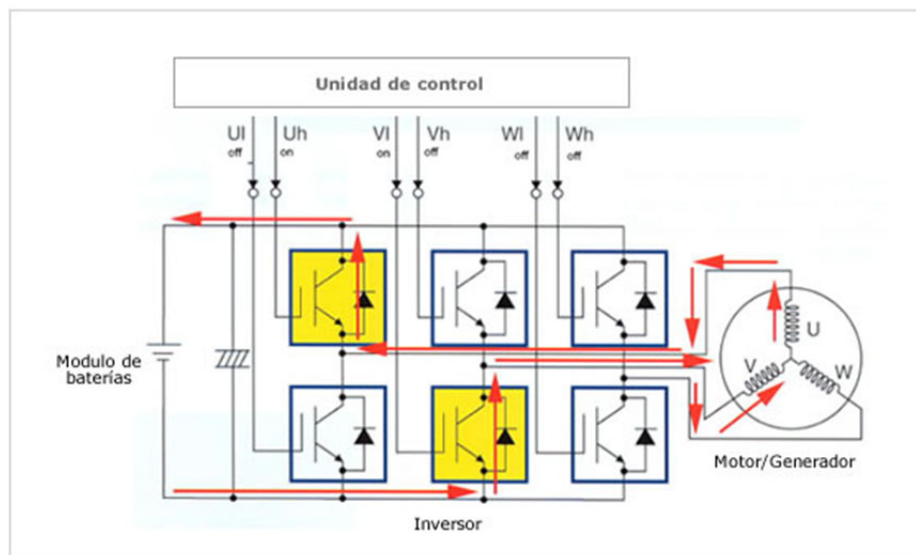 Unidad de control
Ul Uh Vl Vh Wl Wh
off on on off off off
U
V W
Modulo de
baterías
Motor/Generador
Inversor